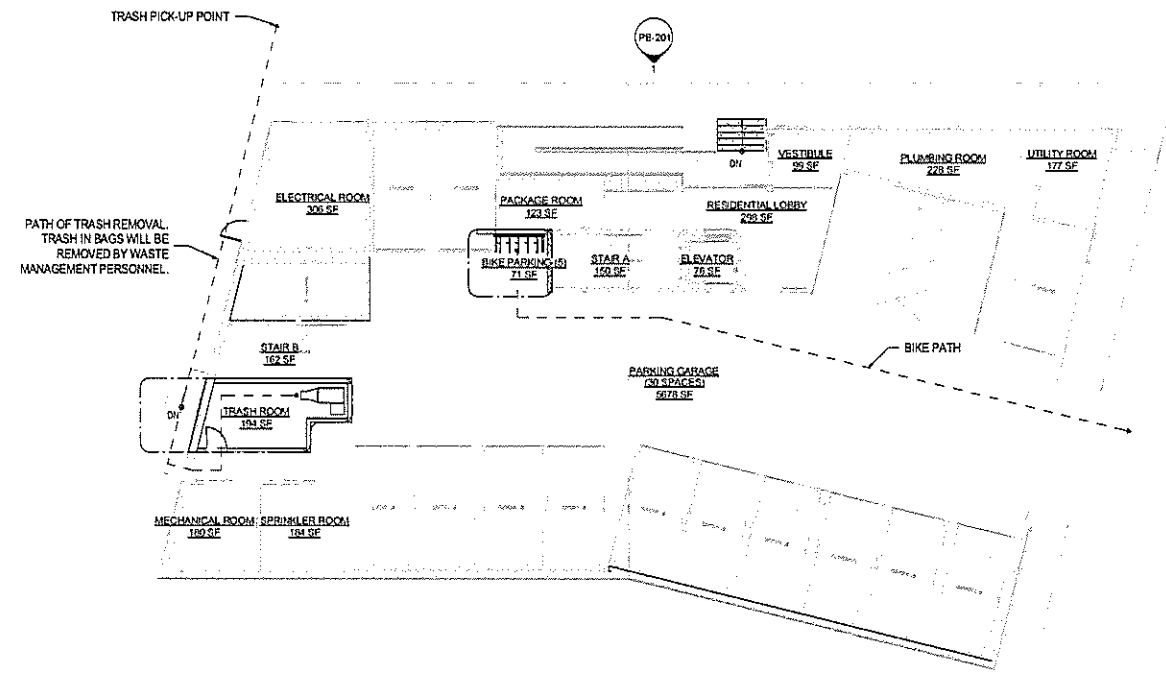 TRASH PICK-UP POINT
PB-201
1
DN
VESTIBULE
99 SF
PLUMBING ROOM
228 SF
UTILITY ROOM
177 SF
ELECTRICAL ROOM
306 SF
PACKAGE ROOM
123 SF
RESIDENTIAL LOBBY
298 SF
PATH OF TRASH REMOVAL.
TRASH IN BAGS WILL BE
REMOVED BY WASTE
MANAGEMENT PERSONNEL.
BIKE PARKING (5)
71 SF
STAIR A
150 SF
ELEVATOR
76 SF
STAIR B
162 SF
BIKE PATH
PARKING GARAGE
(30 SPACES)
5678 SF
DN
TRASH ROOM
194 SF
MECHANICAL ROOM
180 SF
SPRINKLER ROOM
184 SF